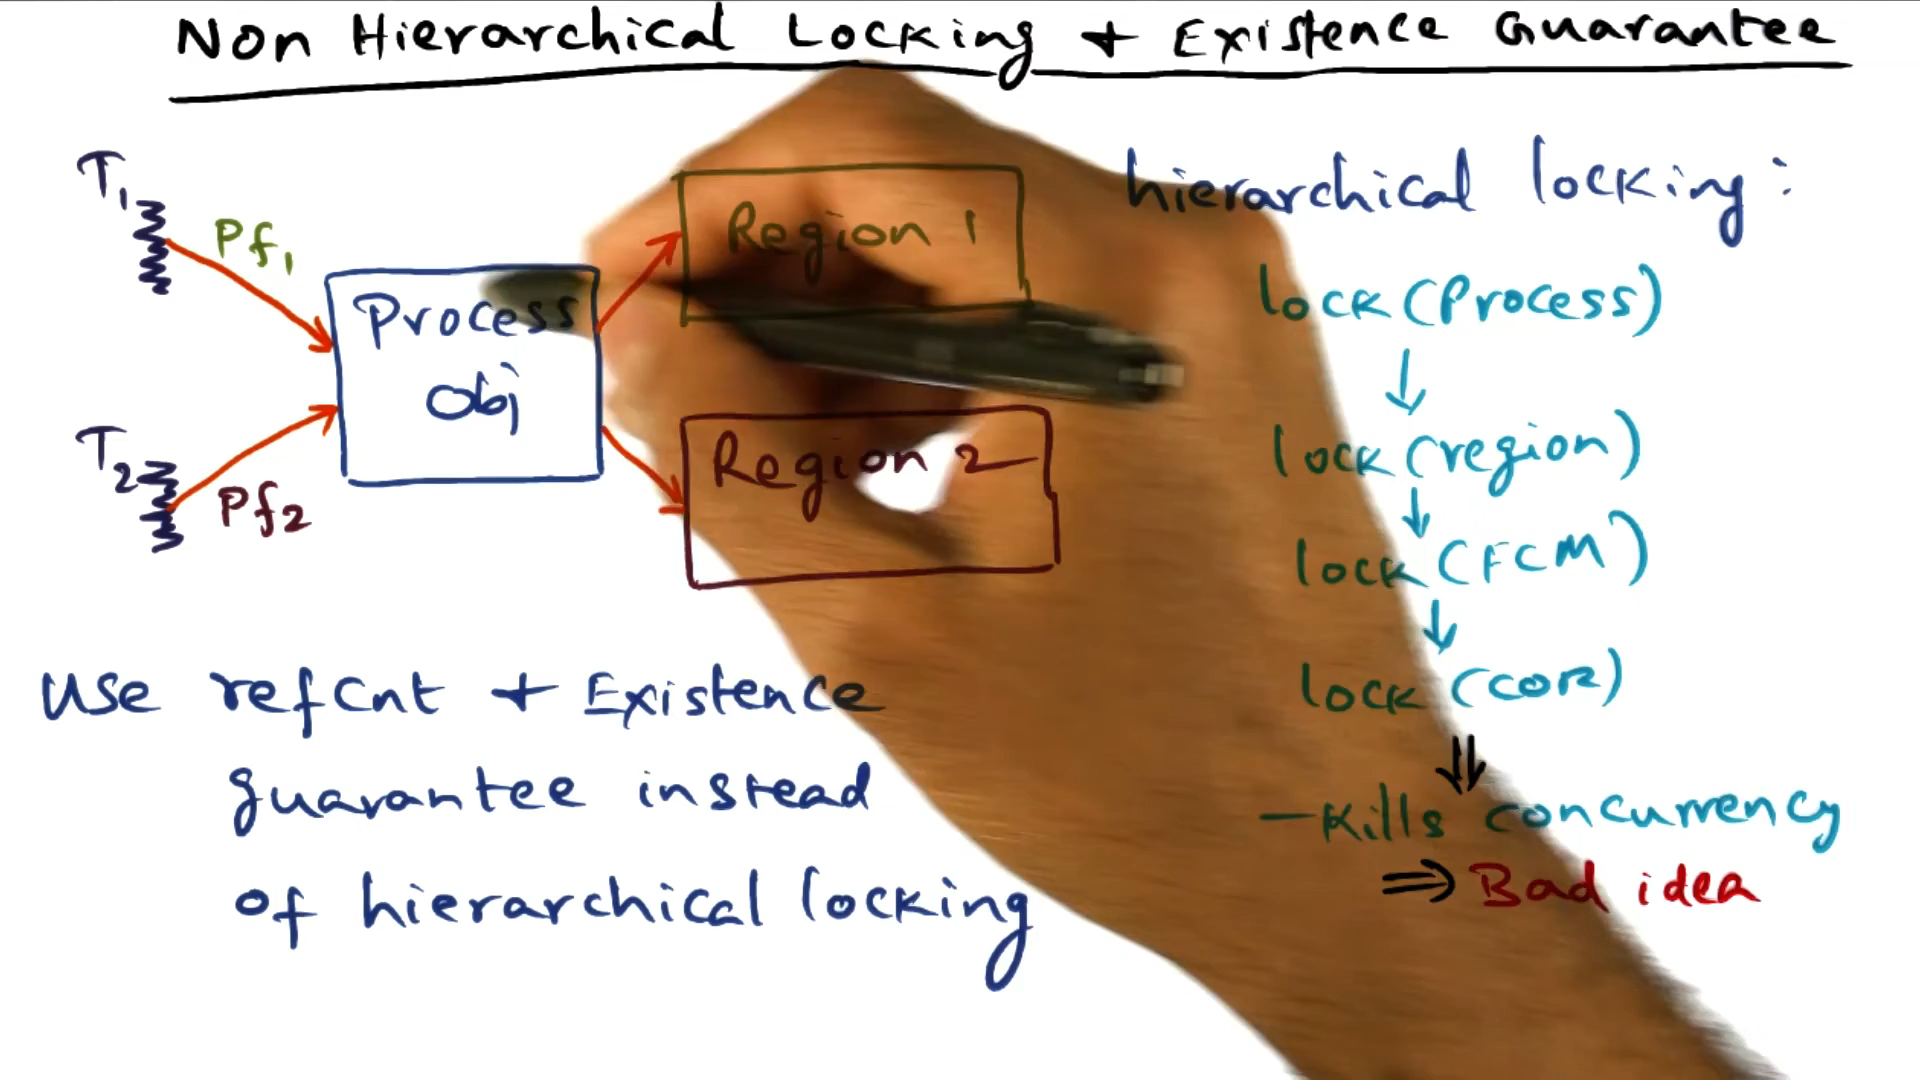 Non Hierarchical Locking + Existence Guarantee
T1
Pf1
Process
obj
T2
Pf2
Region 1
Region 2
hierarchical locking:
lock (Process)
↓
lock (region)
↓
lock (FCM)
↓
lock (COR)
⇓
- Kills concurrency
⇒ Bad idea
Use refcnt + Existence
guarantee instead
of hierarchical locking